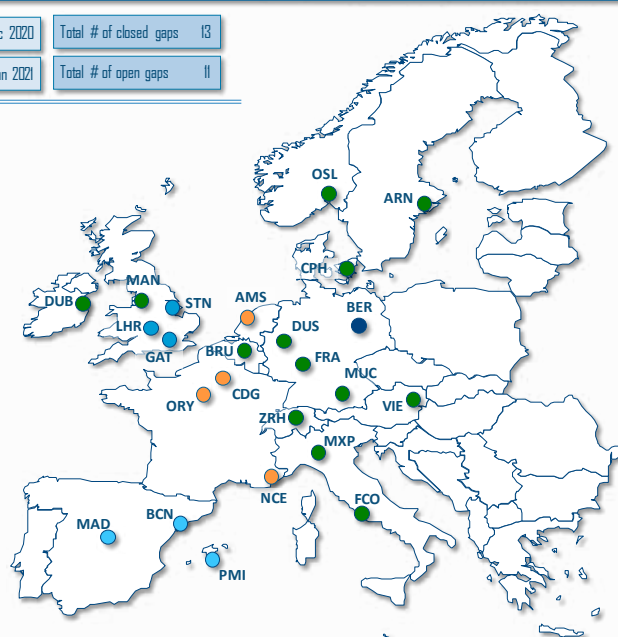 c 2020 Total # of closed gaps 13
n 2021 Total # of open gaps 11
OSL
ARN
CPH
MAN
DUB
STN
AMS
BER
LHR
DUS
GAT
BRU
FRA
MUC
CDG
ORY
VIE
ZRH
MXP
NCE
FCO
BCN
MAD
PMI